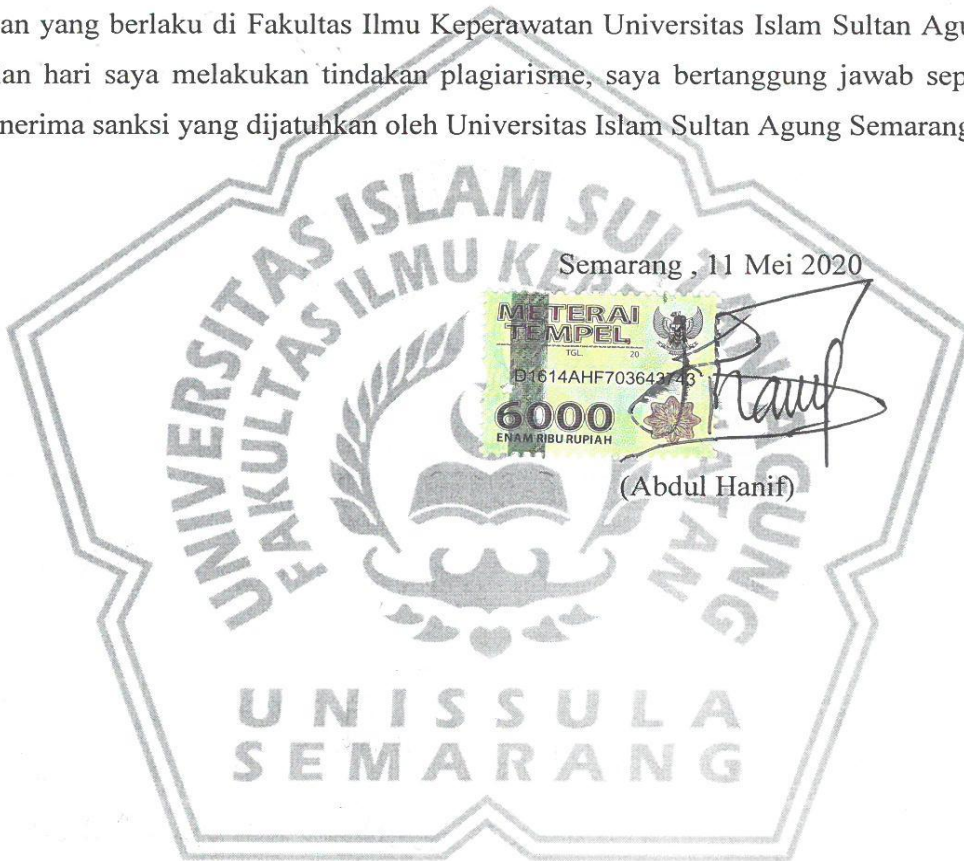 an yang berlaku di Fakultas Ilmu Keperawatan Universitas Islam Sultan Agu
ian hari saya melakukan tindakan plagiarisme, saya bertanggung jawab sep
nerima sanksi yang dijatuhkan oleh Universitas Islam Sultan Agung Semarang
Semarang , 11 Mei 2020
METERAI
TEMPEL
TGL. 20
D1614AHF703643743
6000
ENAM RIBU RUPIAH
(Abdul Hanif)
UNIVERSITAS ISLAM SULTAN AGUNG
FAKULTAS ILMU KEPERAWATAN
UNISSULA
SEMARANG